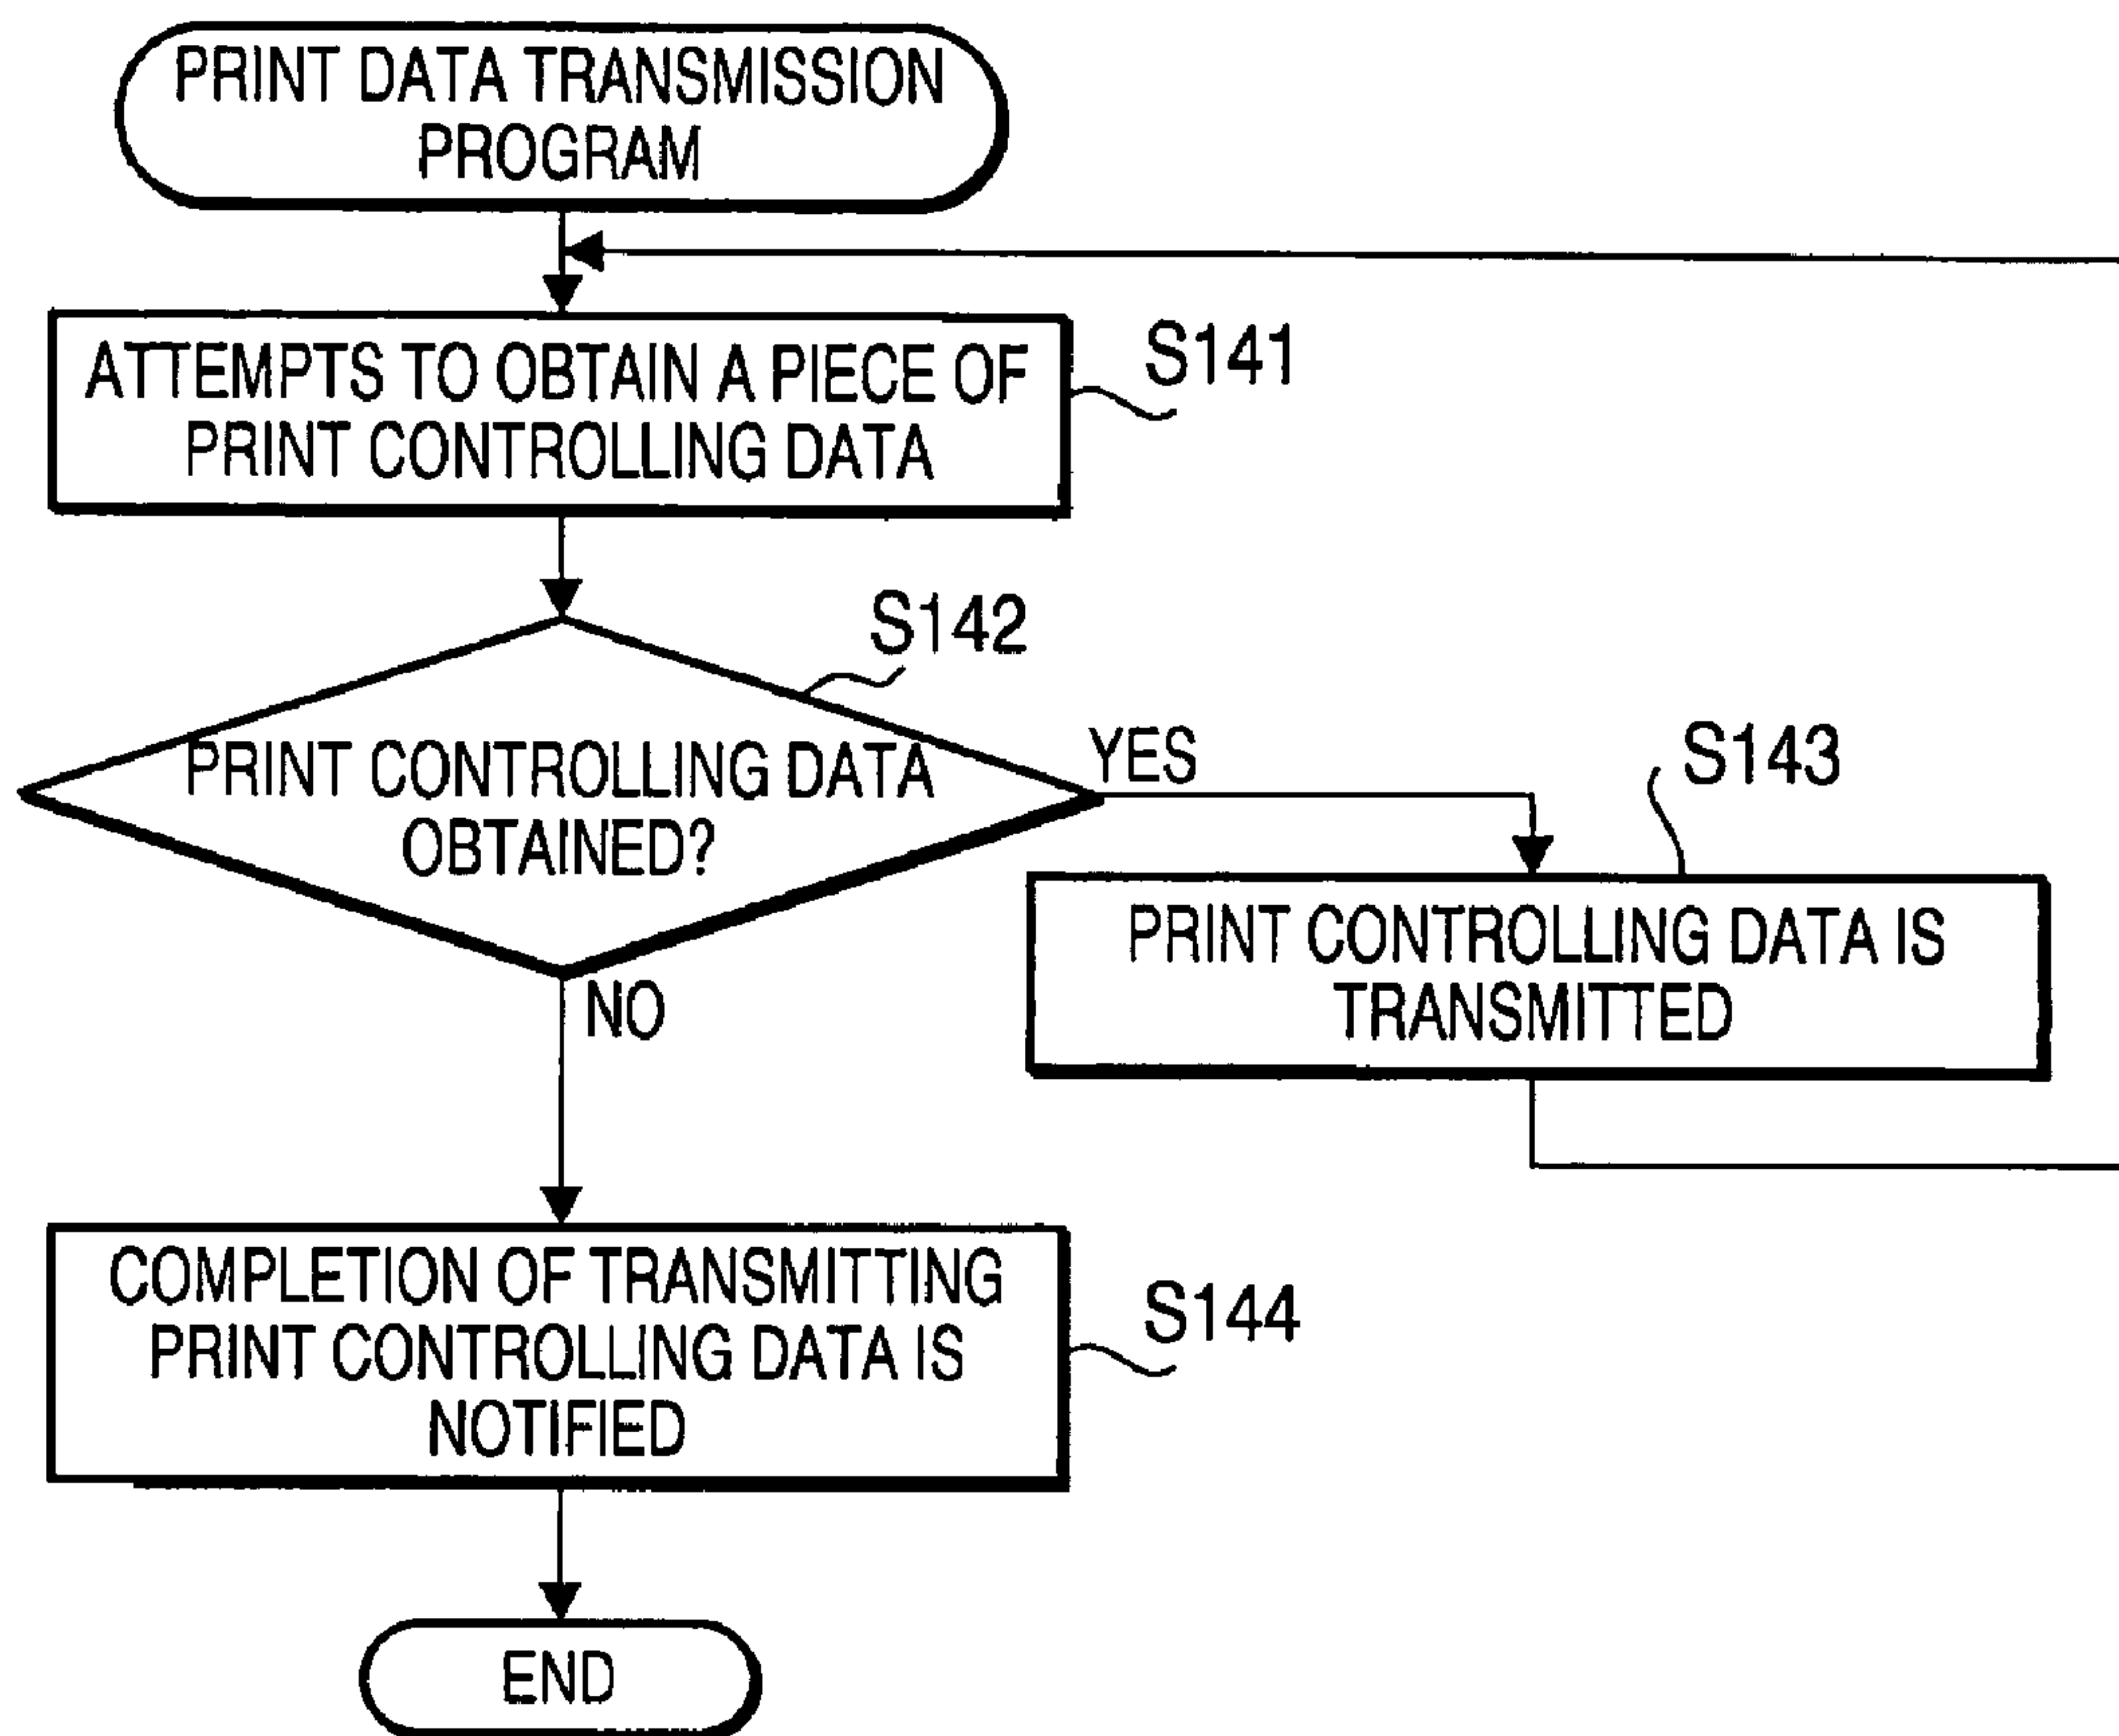 PRINT DATA TRANSMISSION
PROGRAM
ATTEMPTS TO OBTAIN A PIECE OF
PRINT CONTROLLING DATA
S141
S142
PRINT CONTROLLING DATA
OBTAINED?
YES
NO
S143
PRINT CONTROLLING DATA IS
TRANSMITTED
COMPLETION OF TRANSMITTING
PRINT CONTROLLING DATA IS
NOTIFIED
S144
END